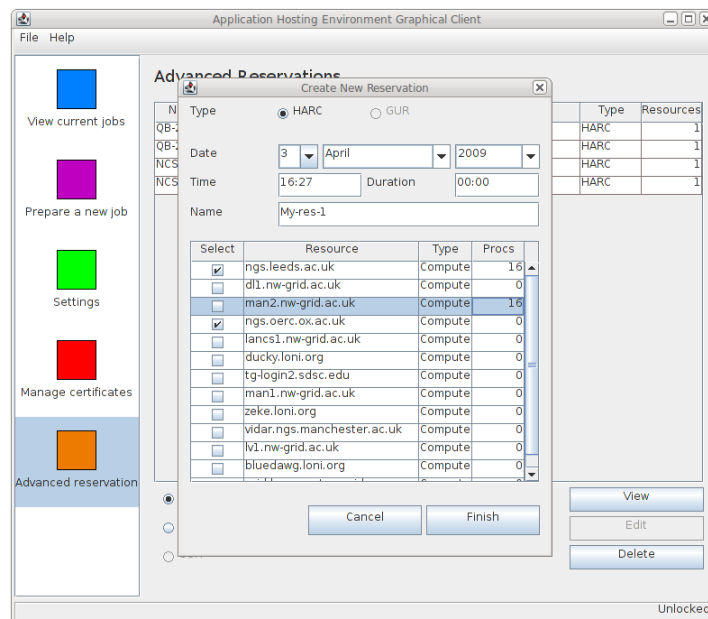 Application Hosting Environment Graphical Client
File Help
View current jobs
Prepare a new job
Settings
Manage certificates
Advanced reservation
Advanced Reservations
N Type Resources
QB-2 HARC 1
QB-2 HARC 1
NCS HARC 1
NCS HARC 1
Create New Reservation
Type HARC GUR
Date 3 April 2009
Time 16:27 Duration 00:00
Name My-res-1
Select Resource Type Procs
ngs.leeds.ac.uk Compute 16
dl1.nw-grid.ac.uk Compute 0
man2.nw-grid.ac.uk Compute 16
ngs.oerc.ox.ac.uk Compute 0
lancs1.nw-grid.ac.uk Compute 0
ducky.loni.org Compute 0
tg-login2.sdsc.edu Compute 0
man1.nw-grid.ac.uk Compute 0
zeke.loni.org Compute 0
vidar.ngs.manchester.ac.uk Compute 0
lv1.nw-grid.ac.uk Compute 0
bluedawg.loni.org Compute 0
Cancel Finish
View
Edit
Delete
Unlocked